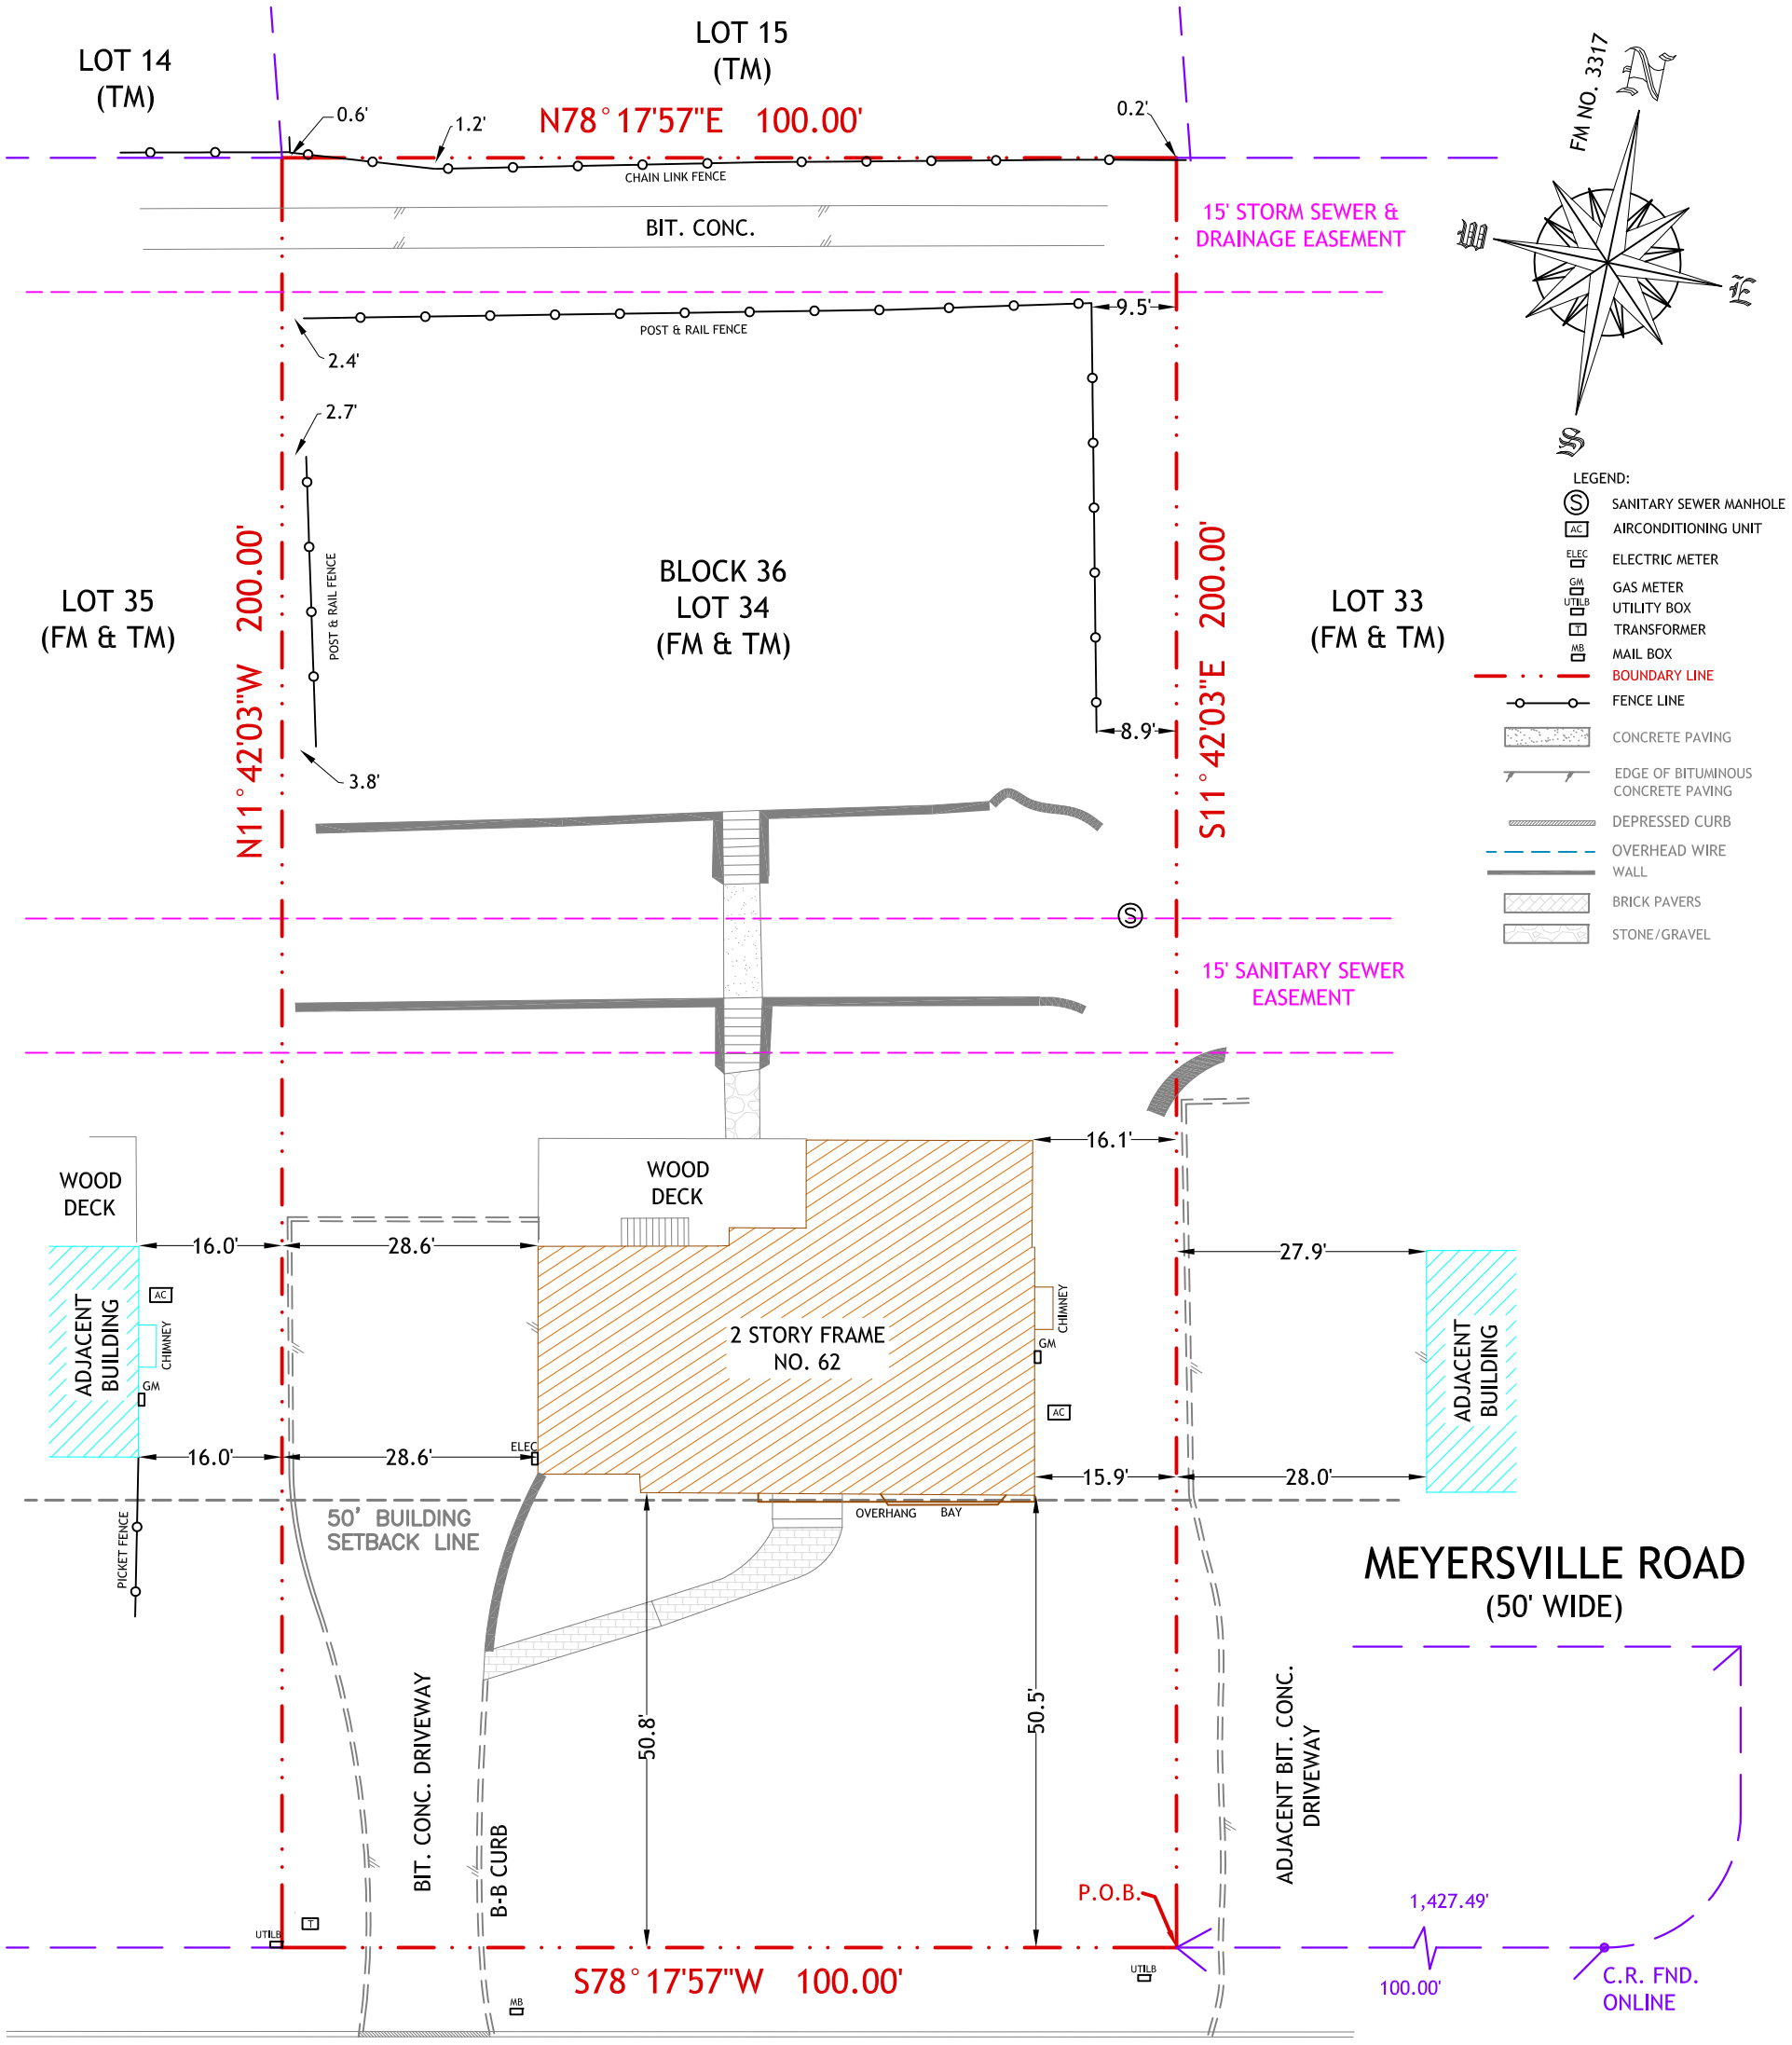 LOT 14
(TM)
LOT 15
(TM)
N78°17'57"E 100.00'
0.6'
1.2'
0.2'
CHAIN LINK FENCE
BIT. CONC.
15' STORM SEWER &
DRAINAGE EASEMENT
FM NO. 3317
N
W
E
S
9.5'
POST & RAIL FENCE
2.4'
2.7'
POST & RAIL FENCE
3.8'
8.9'
N11°42'03"W 200.00'
S11°42'03"E 200.00'
LOT 35
(FM & TM)
BLOCK 36
LOT 34
(FM & TM)
LOT 33
(FM & TM)
LEGEND:
S SANITARY SEWER MANHOLE
AC AIRCONDITIONING UNIT
ELEC ELECTRIC METER
GM GAS METER
UTILB UTILITY BOX
T TRANSFORMER
MB MAIL BOX
BOUNDARY LINE
FENCE LINE
CONCRETE PAVING
EDGE OF BITUMINOUS
CONCRETE PAVING
DEPRESSED CURB
OVERHEAD WIRE
WALL
BRICK PAVERS
STONE/GRAVEL
S
15' SANITARY SEWER
EASEMENT
WOOD
DECK
WOOD
DECK
16.1'
16.0'
28.6'
27.9'
AC
ADJACENT
BUILDING
CHIMNEY
GM
2 STORY FRAME
NO. 62
CHIMNEY
GM
AC
ADJACENT
BUILDING
ELEC
16.0'
28.6'
15.9'
28.0'
50' BUILDING
SETBACK LINE
OVERHANG
BAY
PICKET FENCE
MEYERSVILLE ROAD
(50' WIDE)
50.8'
50.5'
BIT. CONC. DRIVEWAY
B-B CURB
ADJACENT BIT. CONC.
DRIVEWAY
P.O.B.
1,427.49'
T
UTILB
S78°17'57"W 100.00'
UTILB
100.00'
C.R. FND.
ONLINE
MB